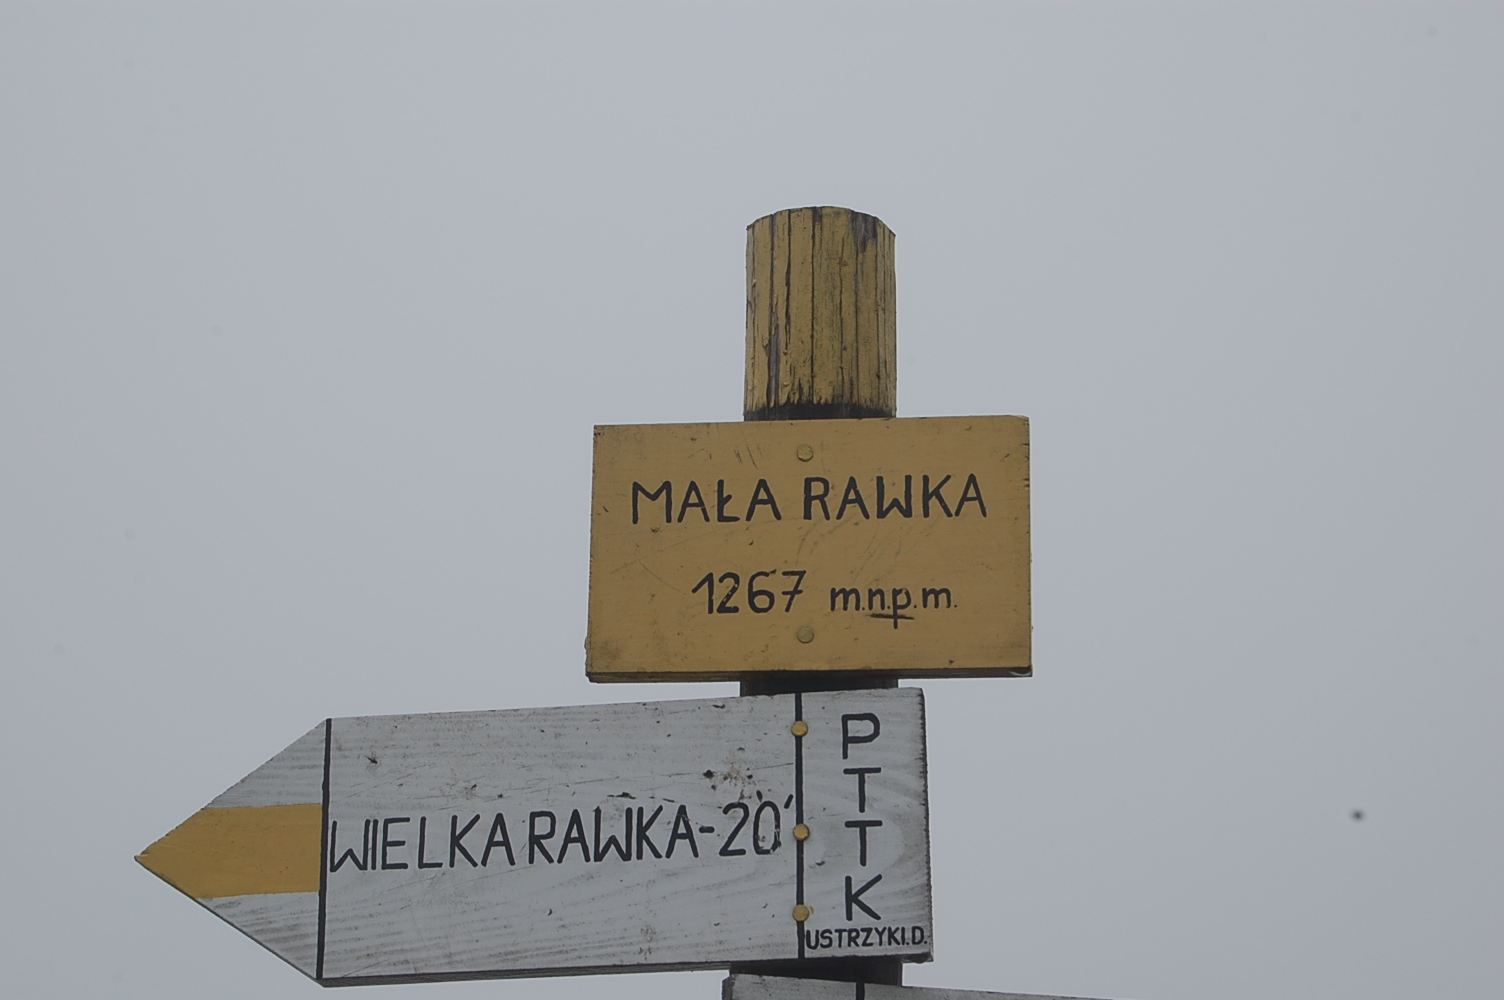 MAŁA RAWKA
1267 m.n.p.m.
WIELKA RAWKA-20'
PTTK
USTRZYKI.D.